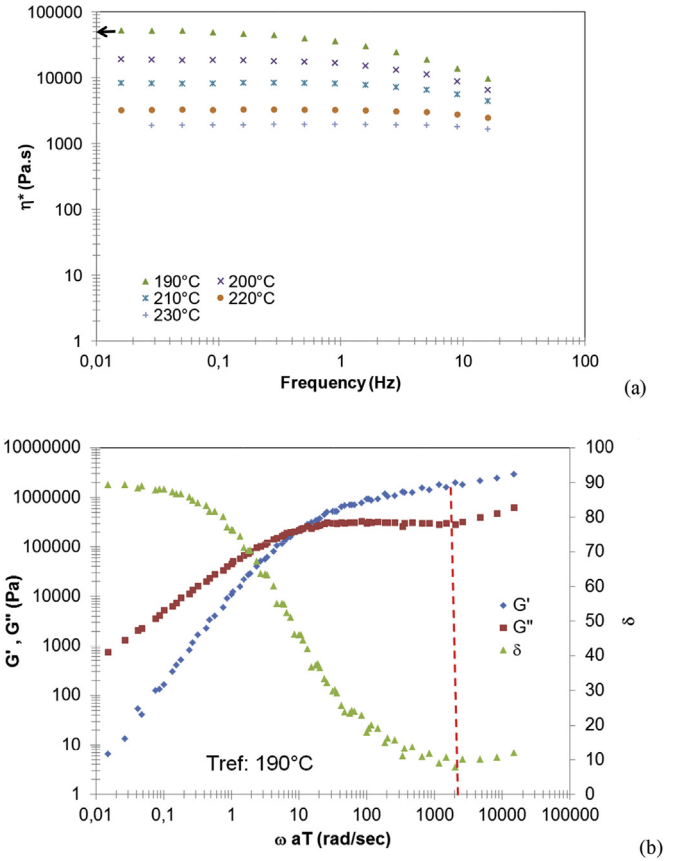 100000
10000
1000
100
10
1
η* (Pa.s)
190°C 200°C
210°C 220°C
230°C
0,01 0,1 1 10 100
Frequency (Hz)
(a)
10000000
1000000
100000
10000
1000
100
10
1
G' , G" (Pa)
100
90
80
70
60
50
40
30
20
10
0
δ
G'
G"
δ
Tref: 190°C
0,01 0,1 1 10 100 1000 10000 100000
ω aT (rad/sec)
(b)